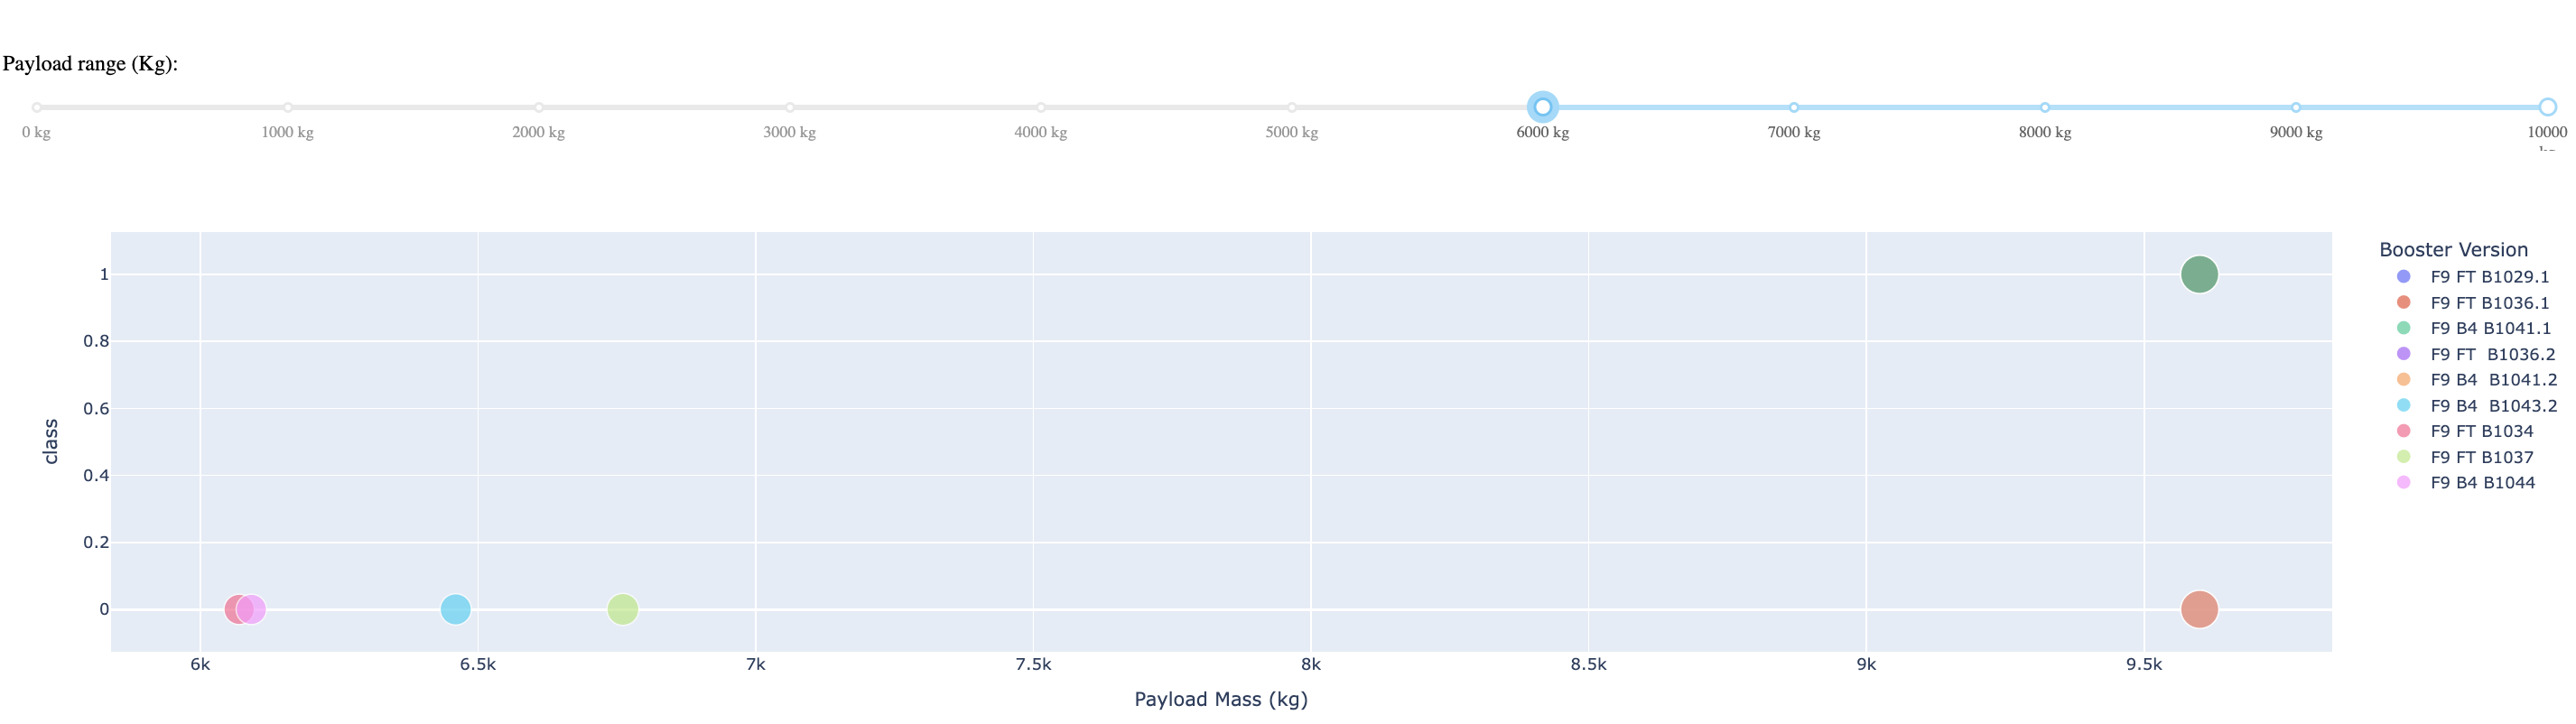 Payload range (Kg):
0 kg 1000 kg 2000 kg 3000 kg 4000 kg 5000 kg 6000 kg 7000 kg 8000 kg 9000 kg 10000
Booster Version
F9 FT B1029.1
F9 FT B1036.1
F9 B4 B1041.1
F9 FT  B1036.2
F9 B4  B1041.2
F9 B4  B1043.2
F9 FT B1034
F9 FT B1037
F9 B4 B1044
1
0.8
0.6
0.4
0.2
0
class
6k 6.5k 7k 7.5k 8k 8.5k 9k 9.5k
Payload Mass (kg)